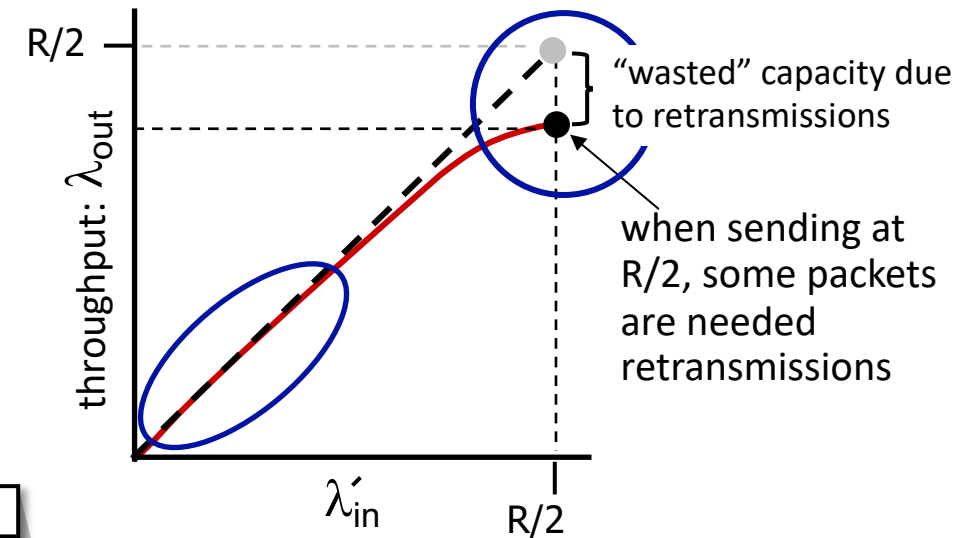 R/2
“wasted” capacity due
to retransmissions
throughput: λout
when sending at
R/2, some packets
are needed
retransmissions
λ′in
R/2